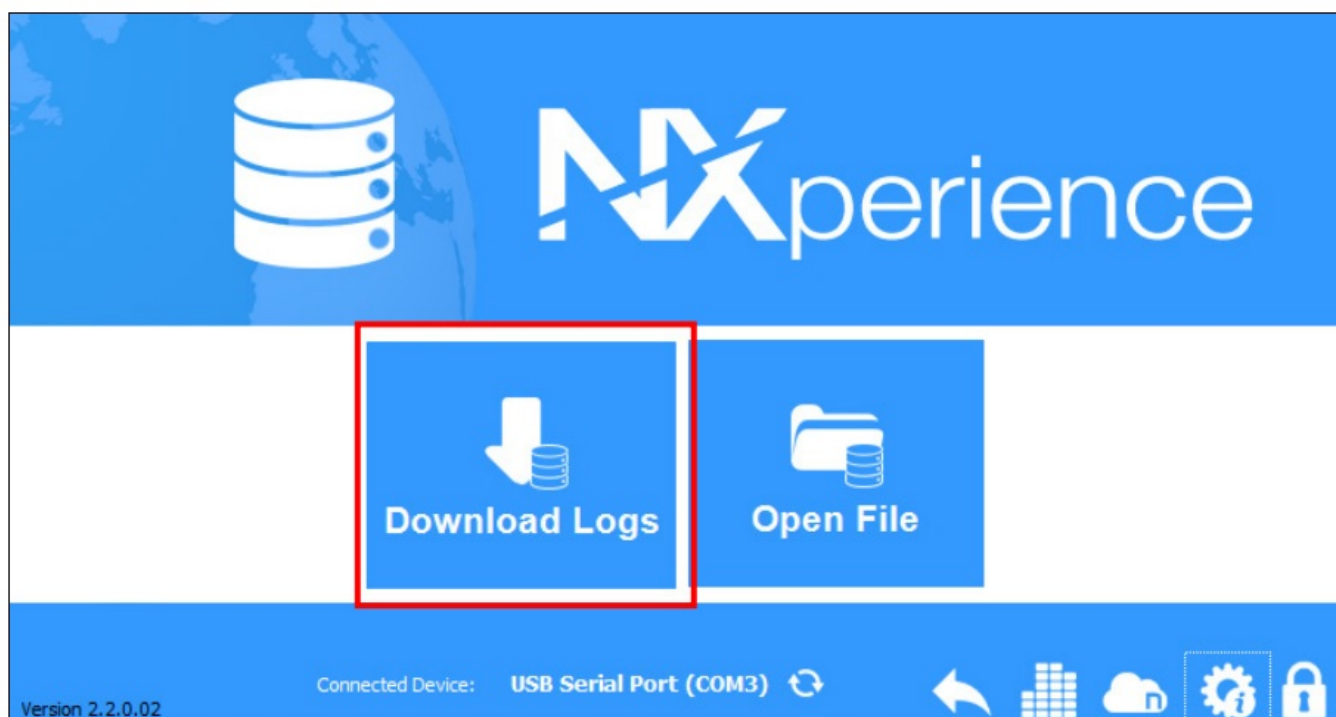 NXperience
Download Logs
Open File
Connected Device: USB Serial Port (COM3)
n
i
Version 2.2.0.02